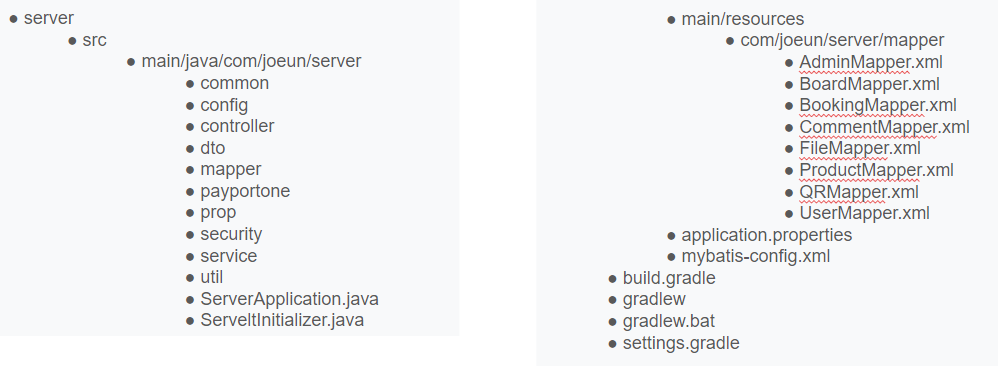 ● server
● src
● main/java/com/joeun/server
● common
● config
● controller
● dto
● mapper
● payportone
● prop
● security
● service
● util
● ServerApplication.java
● ServeltInitializer.java
● main/resources
● com/joeun/server/mapper
● AdminMapper.xml
● BoardMapper.xml
● BookingMapper.xml
● CommentMapper.xml
● FileMapper.xml
● ProductMapper.xml
● QRMapper.xml
● UserMapper.xml
● application.properties
● mybatis-config.xml
● build.gradle
● gradlew
● gradlew.bat
● settings.gradle